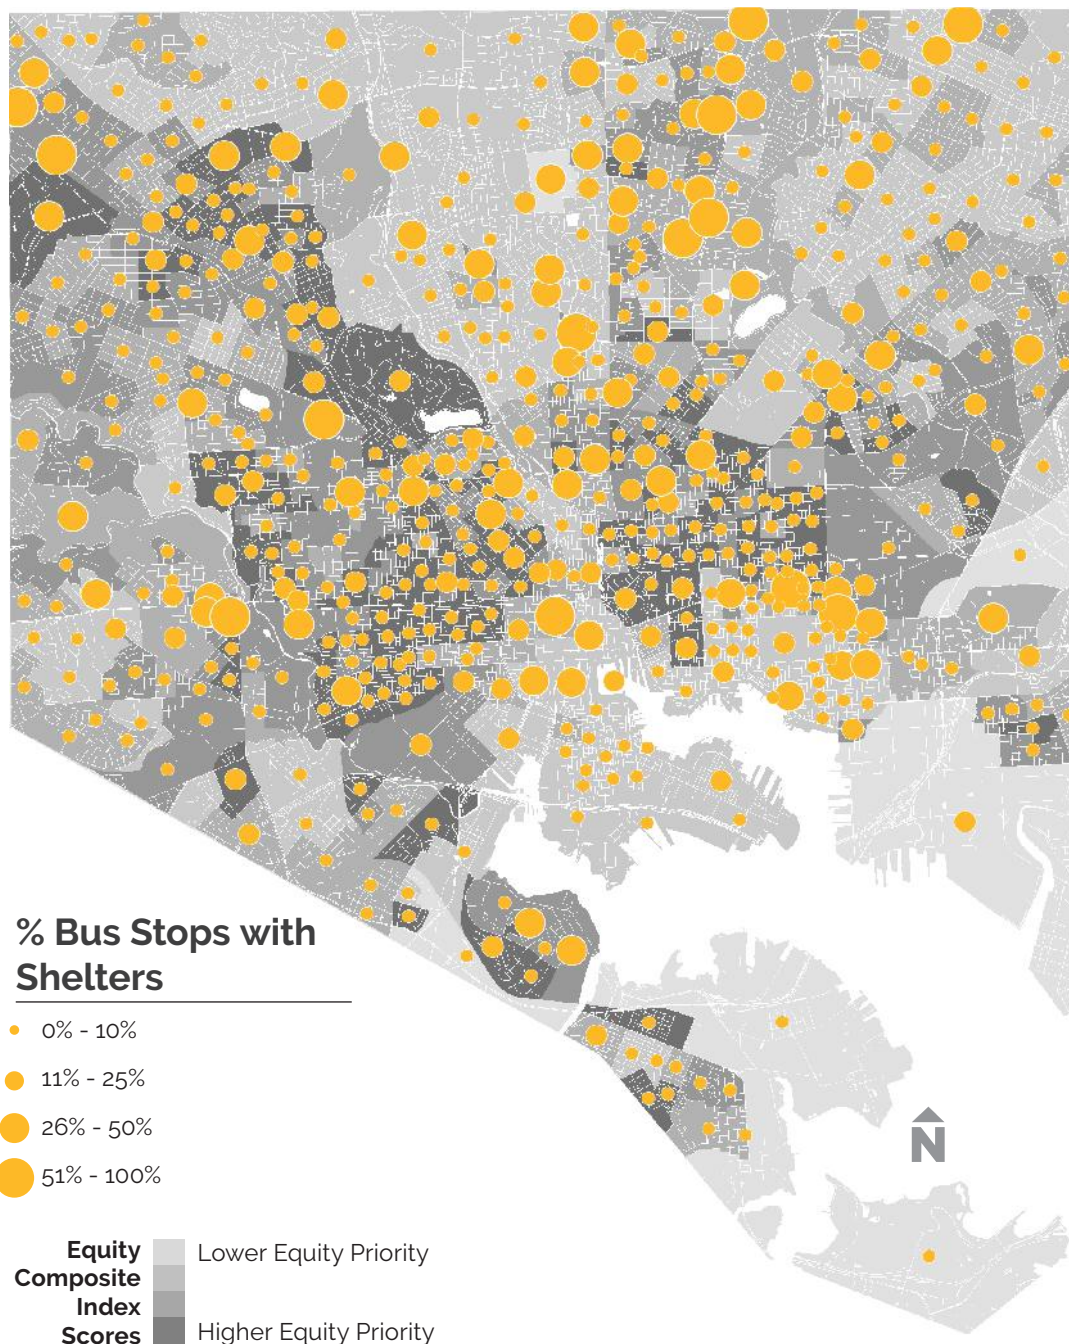 % Bus Stops with
Shelters
0% - 10%
11% - 25%
26% - 50%
51% - 100%
Equity
Composite
Index
Scores
Lower Equity Priority
Higher Equity Priority
N